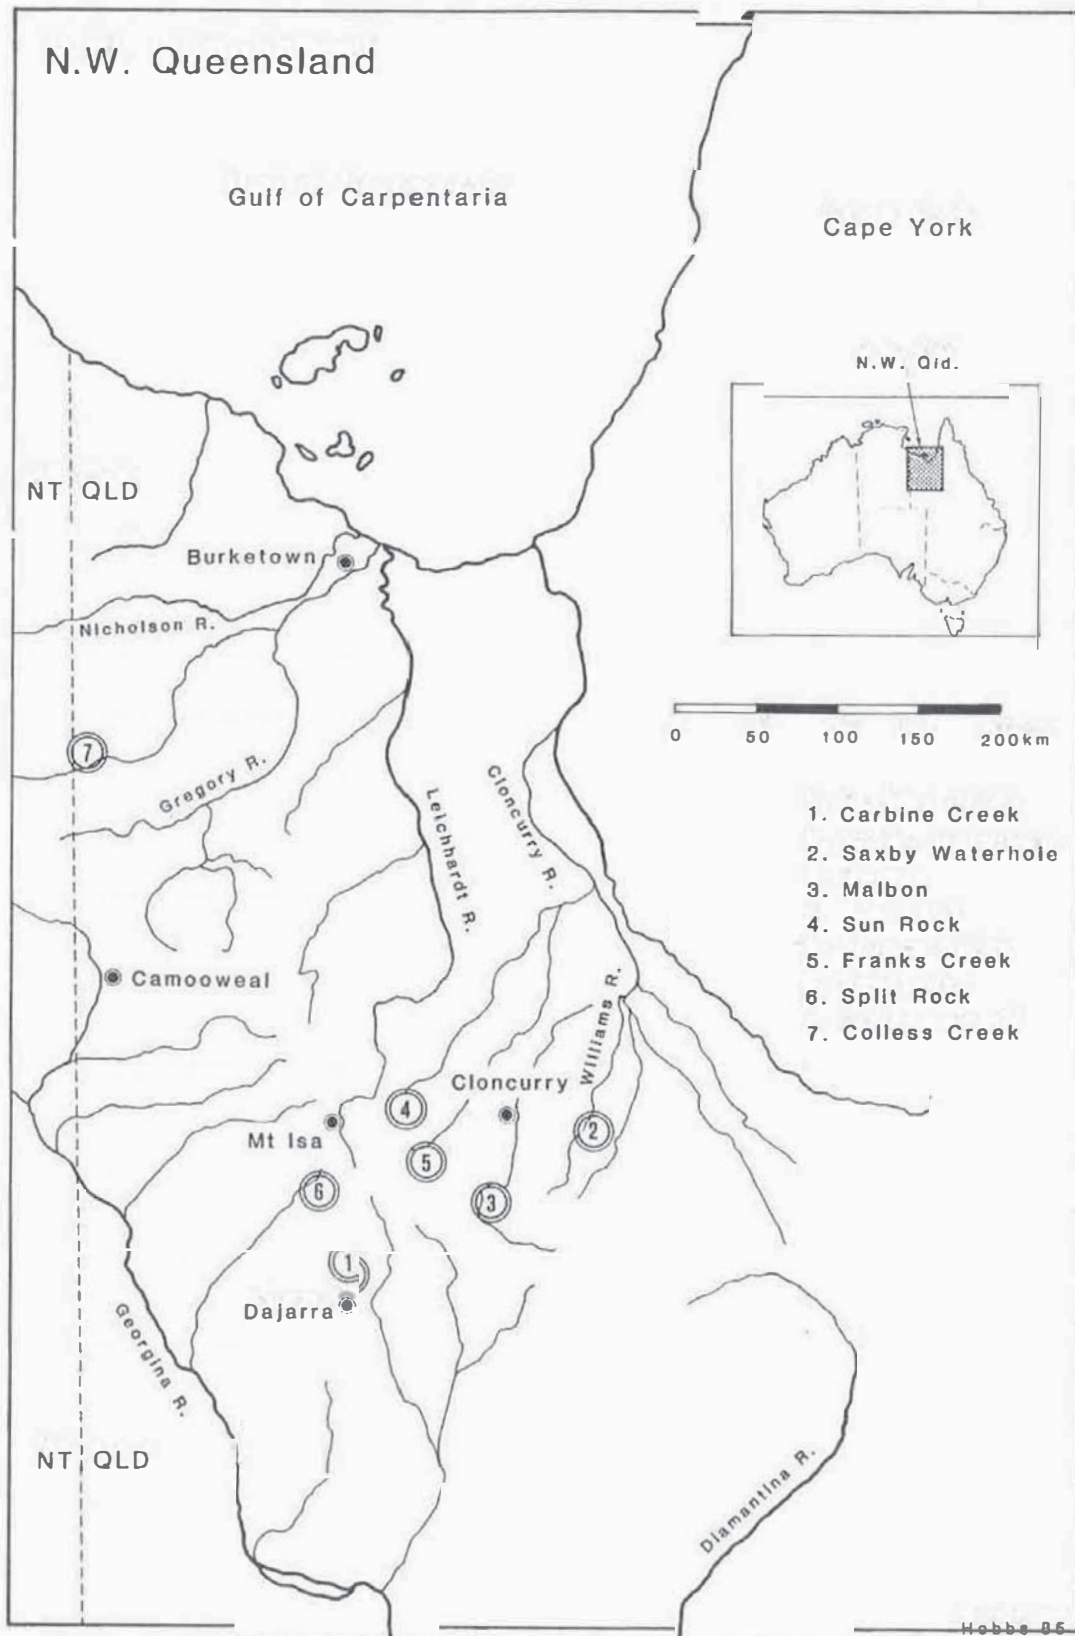 N.W. Queensland
Gulf of Carpentaria
Cape York
N.W. Qld.
NT QLD
Burketown
Nicholson R.
7
Gregory R.
Leichhardt R.
Cloncurry R.
0 50 100 150 200km
1. Carbine Creek
2. Saxby Waterhole
3. Malbon
4. Sun Rock
5. Franks Creek
6. Split Rock
7. Colless Creek
Camooweal
Williams R.
Cloncurry
4
Mt Isa
2
5
6
3
1
Dajarra
Georgina R.
NT QLD
Diamantina R.
Hobbs 85